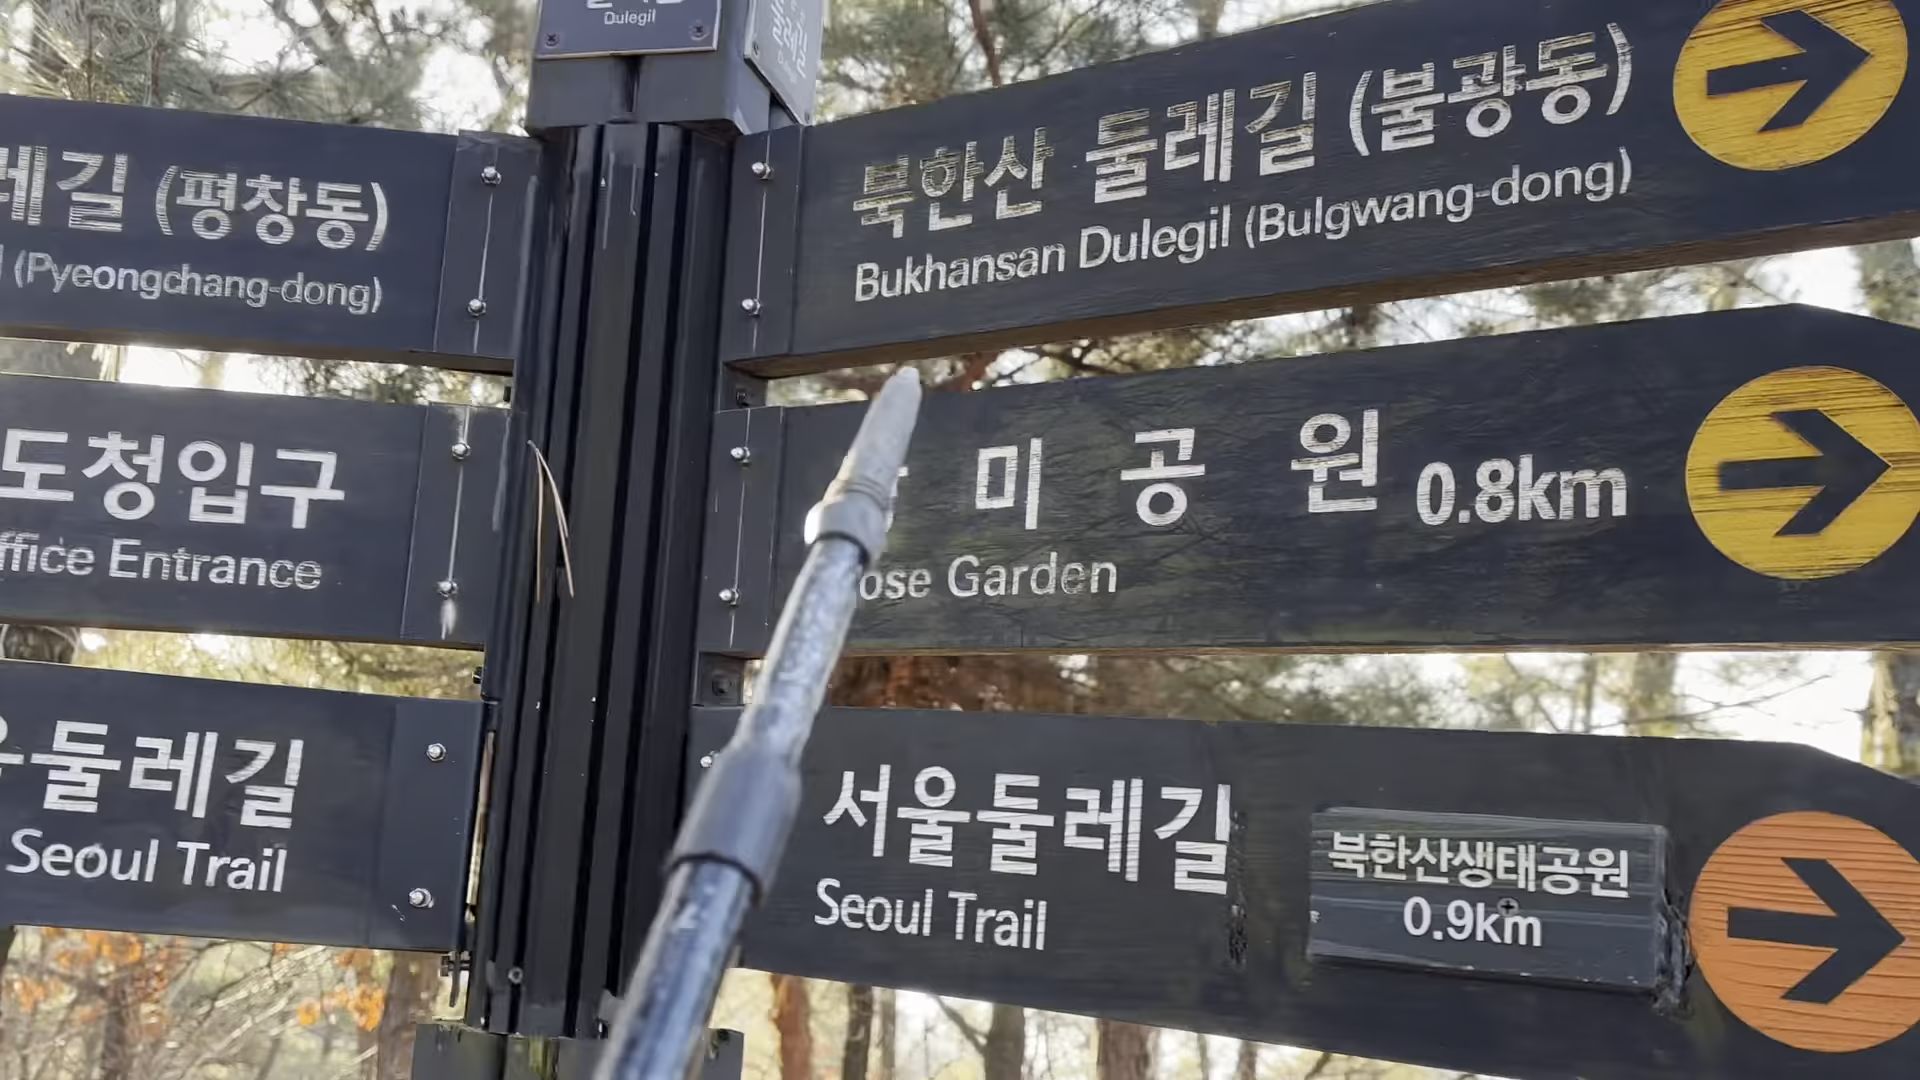 Dulegil
레길 (평창동)
(Pyeongchang-dong)
도청입구
ffice Entrance
둘레길
Seoul Trail
북한산 둘레길 (불광동)
Bukhansan Dulegil (Bulgwang-dong)
미공원 0.8km
ose Garden
서울둘레길
Seoul Trail
북한산생태공원
0.9km